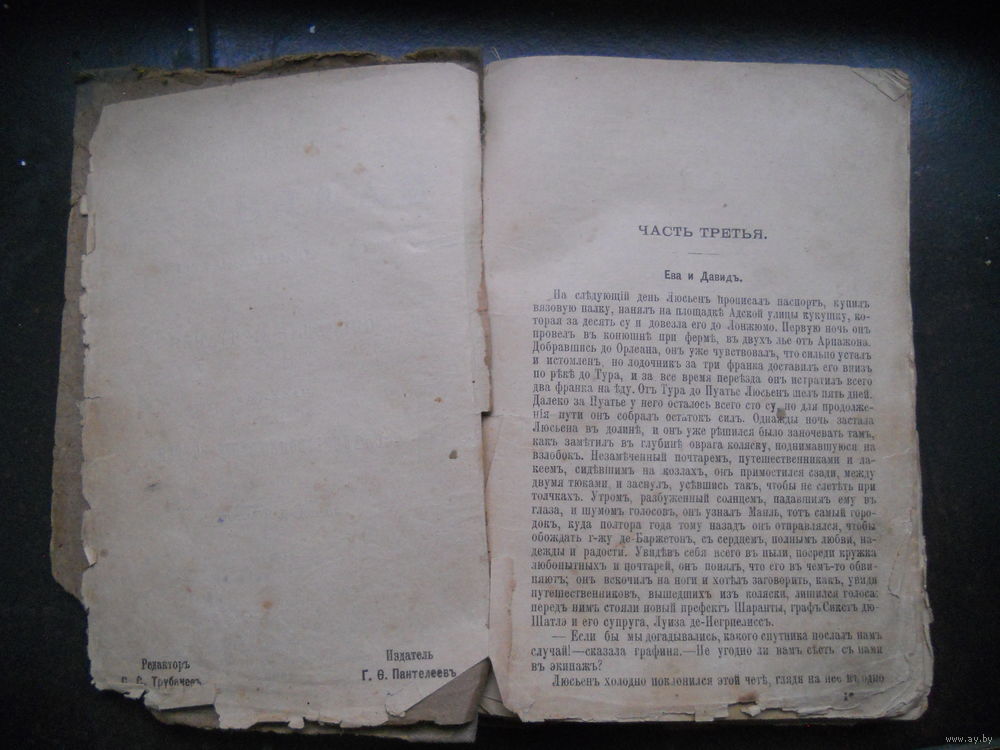 Редакторъ
Издатель
Г. Ѳ. Пантелеевъ
ЧАСТЬ ТРЕТЬЯ.
Ева и Давидъ.
На слѣдующій день Люсьенъ прописалъ паспортъ, купилъ
вязовую палку, нанялъ на площадкѣ Адской улицы кукушку, ко-
торая за десять су и довезла его до Лонжюмо. Первую ночь онъ
провелъ въ конюшнѣ при фермѣ, въ двухъ лье отъ Арпажона.
Добравшись до Орлеана, онъ уже чувствовалъ, что сильно усталъ
и истомленъ, но лодочникъ за три франка доставилъ его внизъ
по рѣкѣ до Тура, и за все время переѣзда онъ истратилъ всего
два франка на ѣду. Отъ Тура до Пуатье Люсьенъ шелъ пять дней.
Далеко за Пуатье у него осталось всего сто су, но для продолже-
нія пути онъ собралъ остатокъ силъ. Однажды ночь застала
Люсьена въ долинѣ, и онъ уже рѣшился было заночевать тамъ,
какъ замѣтилъ въ глубинѣ оврага коляску, поднимавшуюся на
взлобокъ. Незамѣченный почтаремъ, путешественниками и ла-
кеемъ, сидѣвшимъ на козлахъ, онъ примостился сзади, между
двумя тюками, и заснулъ, усѣвшись такъ, чтобы не слетѣть при
толчкахъ. Утромъ, разбуженный солнцемъ, падавшимъ ему въ
глаза, и шумомъ голосовъ, онъ узналъ Манль, тотъ самый горо-
докъ, куда полтора года тому назадъ онъ отправлялся, чтобы
обождать г-жу де-Баржетонъ, съ сердцемъ, полнымъ любви, на-
дежды и радости. Увидѣвъ себя всего въ пыли, посреди кружка
любопытныхъ и почтарей, онъ понялъ, что его въ чемъ-то обви-
няютъ; онъ вскочилъ на ноги и хотѣлъ заговорить, какъ, увидя
путешественниковъ, вышедшихъ изъ коляски, лишился голоса:
передъ нимъ стояли новый префектъ Шаранты, графъ Сикстъ дю-
Шатлэ и его супруга, Луиза де-Негрпелиссъ.
— Если бы мы догадывались, какого спутника послалъ намъ
случай!—сказала графиня.—Не угодно ли вамъ сѣсть съ нами
въ экипажъ?
Люсьенъ холодно поклонился этой четѣ, глядя на нее въ одно
1*
www.ay.by